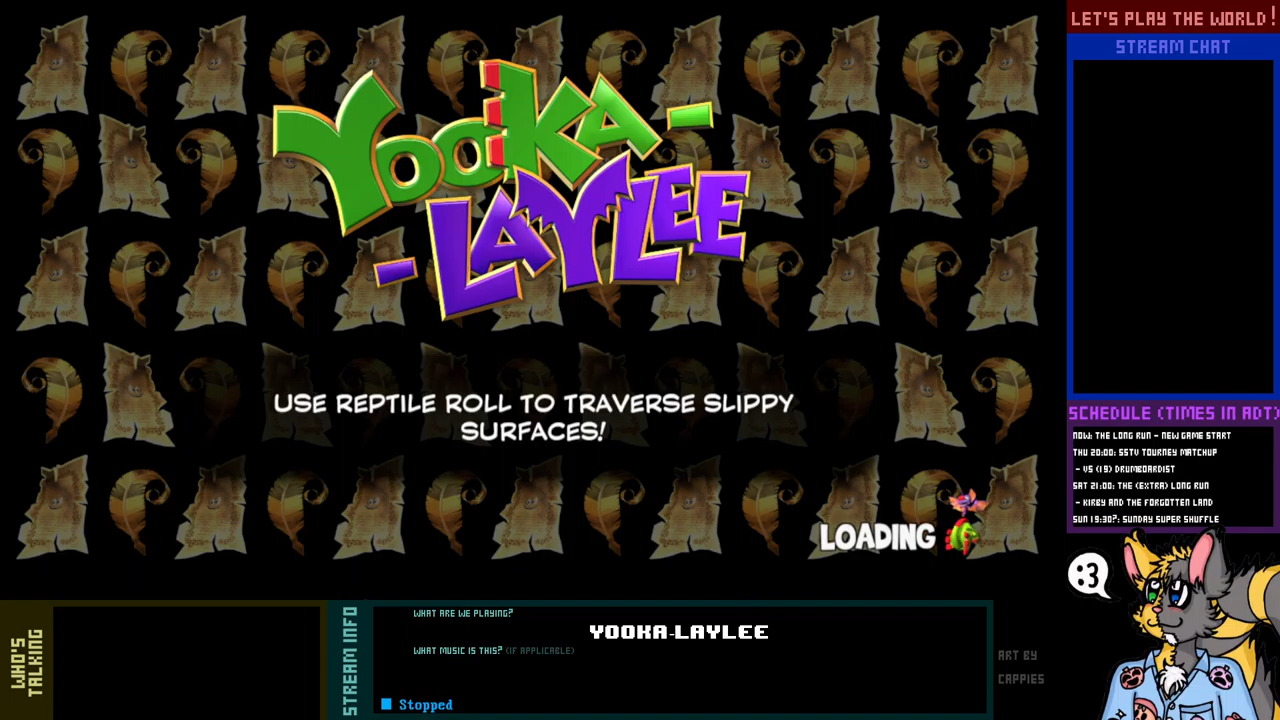 YOOKA-
-LAYLEE
USE REPTILE ROLL TO TRAVERSE SLIPPY
SURFACES!
LOADING
LET'S PLAY THE WORLD!
STREAM CHAT
SCHEDULE (TIMES IN ADT)
NOW: THE LONG RUN - NEW GAME START
THU 20:00: SSTV TOURNEY MATCHUP
- VS (19) DRUMBOARDIST
SAT 21:00: THE (EXTRA) LONG RUN
- KIRBY AND THE FORGOTTEN LAND
SUN 19:30?: SUNDAY SUPER SHUFFLE
:3
WHO'S
TALKING
STREAM INFO
WHAT ARE WE PLAYING?
YOOKA-LAYLEE
WHAT MUSIC IS THIS? (IF APPLICABLE)
Stopped
ART BY
CAPPIES